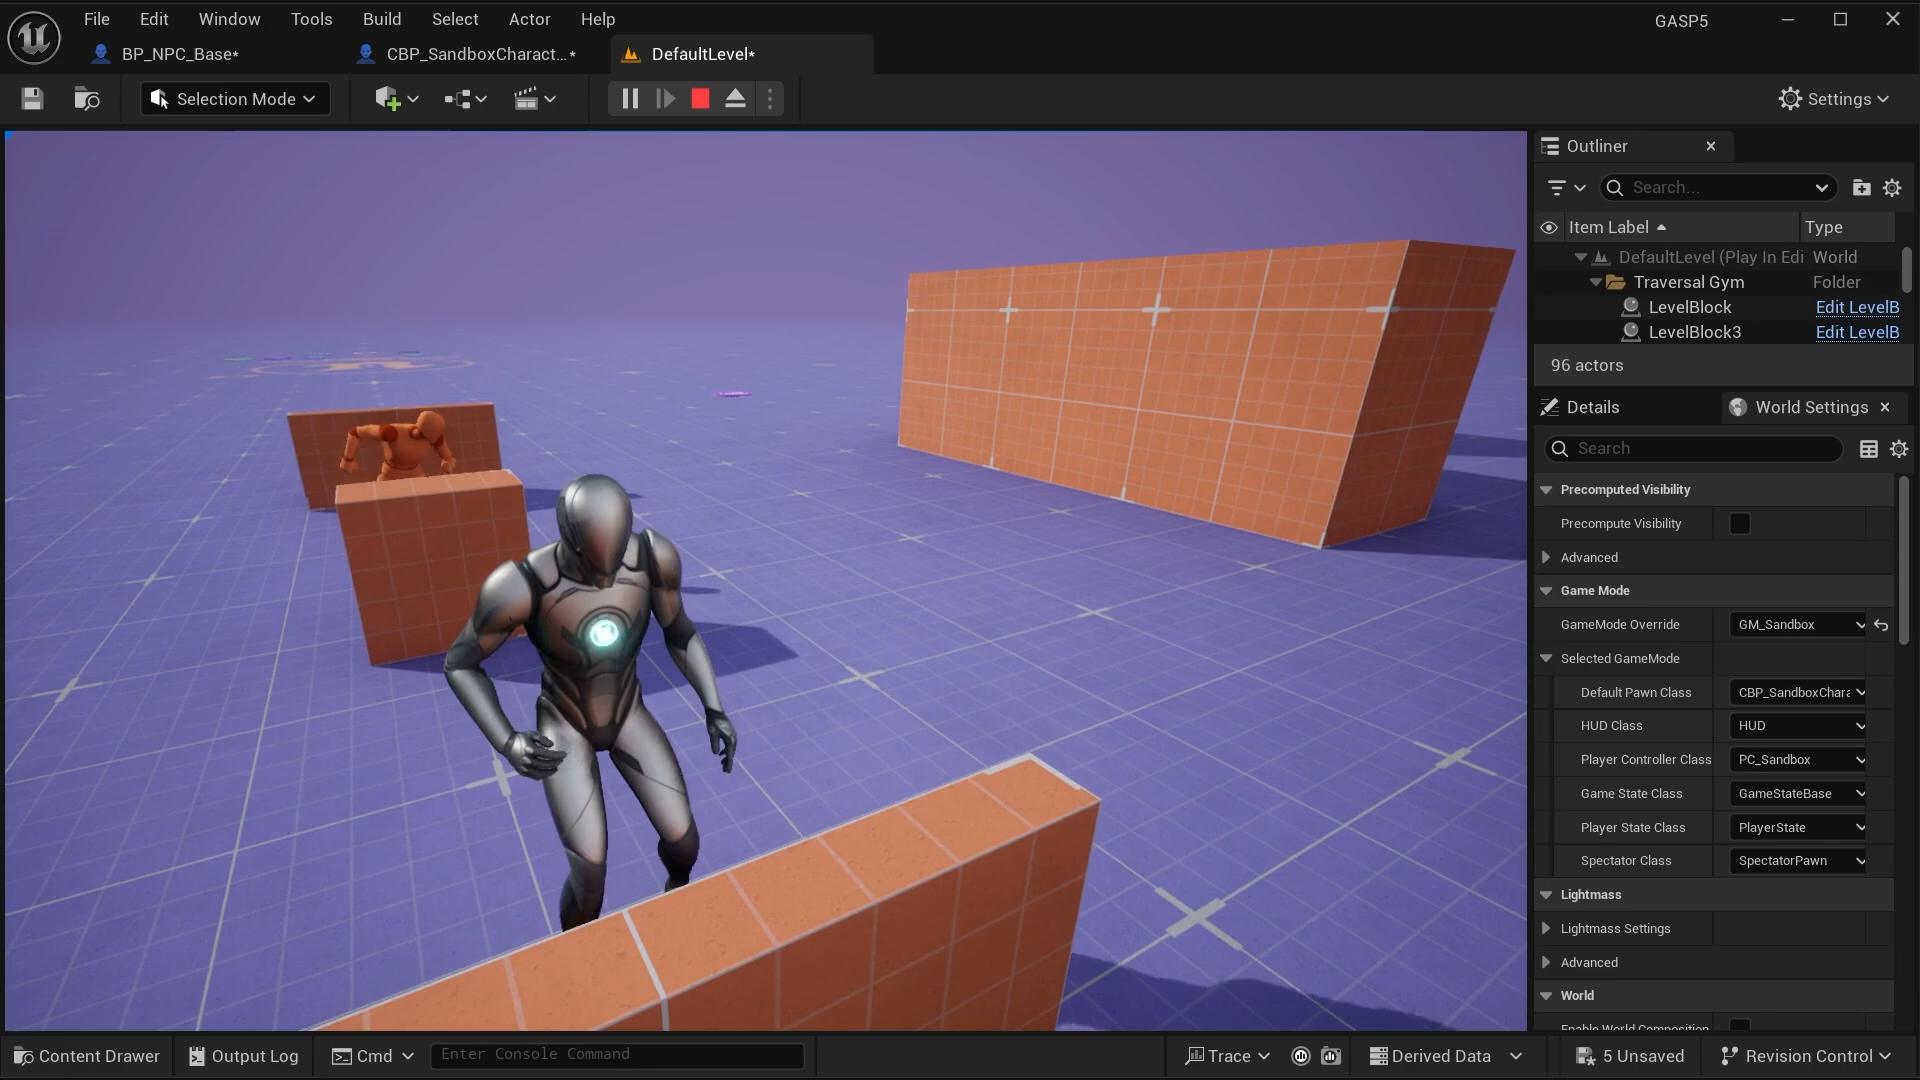 File Edit Window Tools Build Select Actor Help
GASP5
BP_NPC_Base*
CBP_SandboxCharact...*
DefaultLevel*
Selection Mode
Settings
Outliner
Search...
Item Label
Type
DefaultLevel (Play In Edi
World
Traversal Gym
Folder
LevelBlock
Edit LevelB
LevelBlock3
Edit LevelB
96 actors
Details
World Settings
Search
Precomputed Visibility
Precompute Visibility
Advanced
Game Mode
GameMode Override
GM_Sandbox
Selected GameMode
Default Pawn Class
CBP_SandboxChara
HUD Class
HUD
Player Controller Class
PC_Sandbox
Game State Class
GameStateBase
Player State Class
PlayerState
Spectator Class
SpectatorPawn
Lightmass
Lightmass Settings
Advanced
World
Enable World Composition
Content Drawer
Output Log
Cmd
Enter Console Command
Trace
Derived Data
5 Unsaved
Revision Control